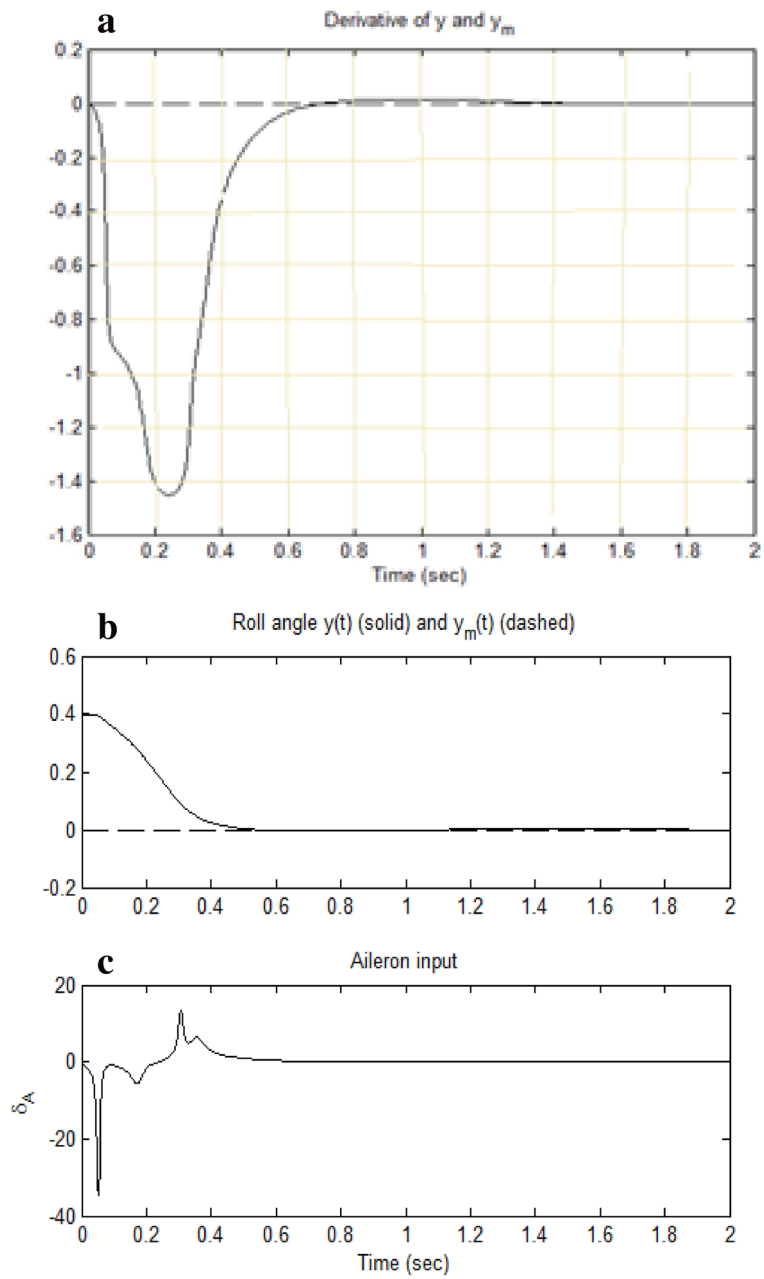 a
Derivative of y and yₘ
0.2
0
-0.2
-0.4
-0.6
-0.8
-1
-1.2
-1.4
-1.6
0 0.2 0.4 0.6 0.8 1 1.2 1.4 1.6 1.8 2
Time (sec)
b
Roll angle y(t) (solid) and yₘ(t) (dashed)
0.6
0.4
0.2
0
-0.2
0 0.2 0.4 0.6 0.8 1 1.2 1.4 1.6 1.8 2
c
Aileron input
20
0
-20
-40
δA
0 0.2 0.4 0.6 0.8 1 1.2 1.4 1.6 1.8 2
Time (sec)